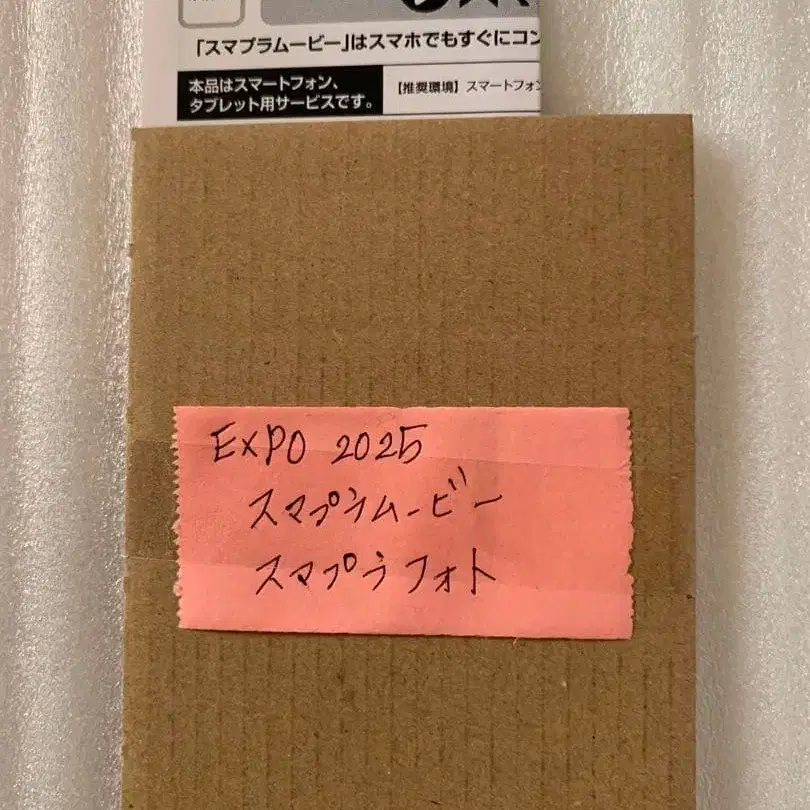 「スマプラムービー」はスマホでもすぐにコン
本品はスマートフォン、
タブレット用サービスです。
【推奨環境】スマートフォン
EXPO 2025
スマプラムービー
スマプラフォト